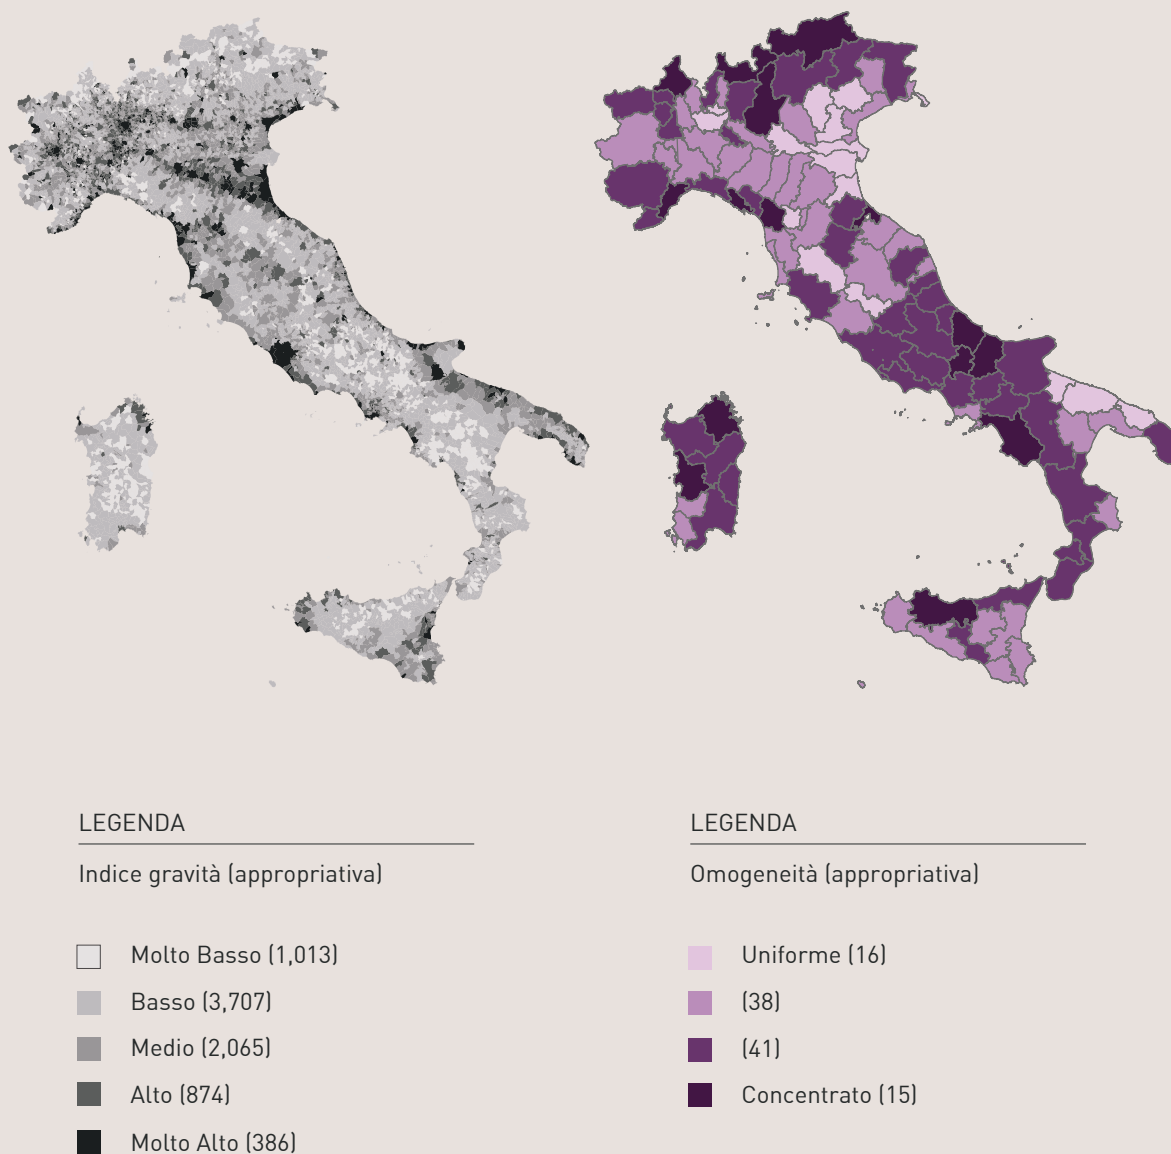 LEGENDA
Indice gravità (appropriativa)
Molto Basso (1,013)
Basso (3,707)
Medio (2,065)
Alto (874)
Molto Alto (386)
LEGENDA
Omogeneità (appropriativa)
Uniforme (16)
(38)
(41)
Concentrato (15)